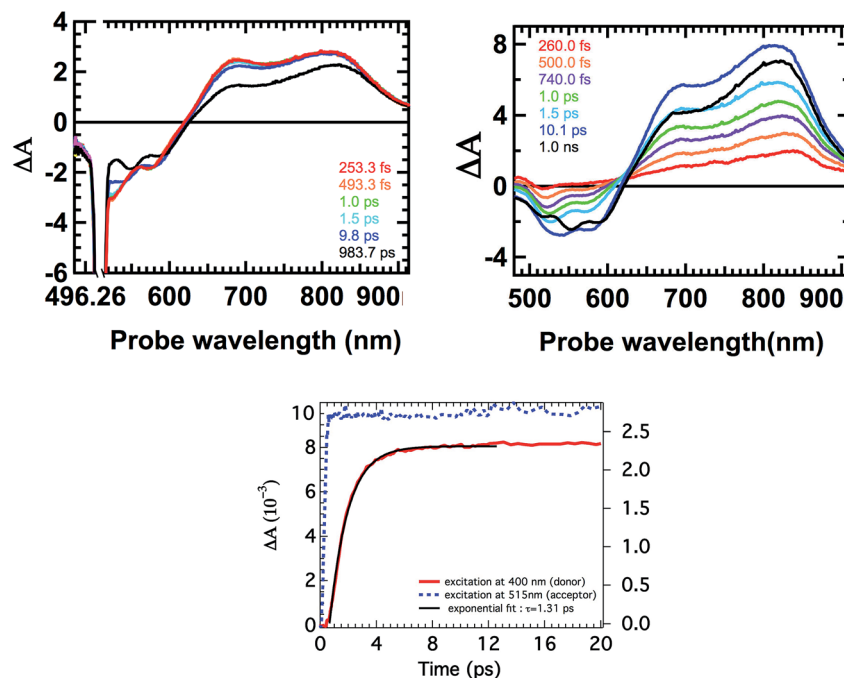 4
2
0
-2
-4
-6
ΔA
253.3 fs
493.3 fs
1.0 ps
1.5 ps
9.8 ps
983.7 ps
496.26 600 700 800 900
Probe wavelength (nm)
8
4
0
-4
ΔA
260.0 fs
500.0 fs
740.0 fs
1.0 ps
1.5 ps
10.1 ps
1.0 ns
500 600 700 800 900
Probe wavelength(nm)
10
8
6
4
2
0
ΔA (10⁻³)
2.5
2.0
1.5
1.0
0.5
0.0
excitation at 400 nm (donor)
excitation at 515nm (acceptor)
exponential fit : τ=1.31 ps
0 4 8 12 16 20
Time (ps)